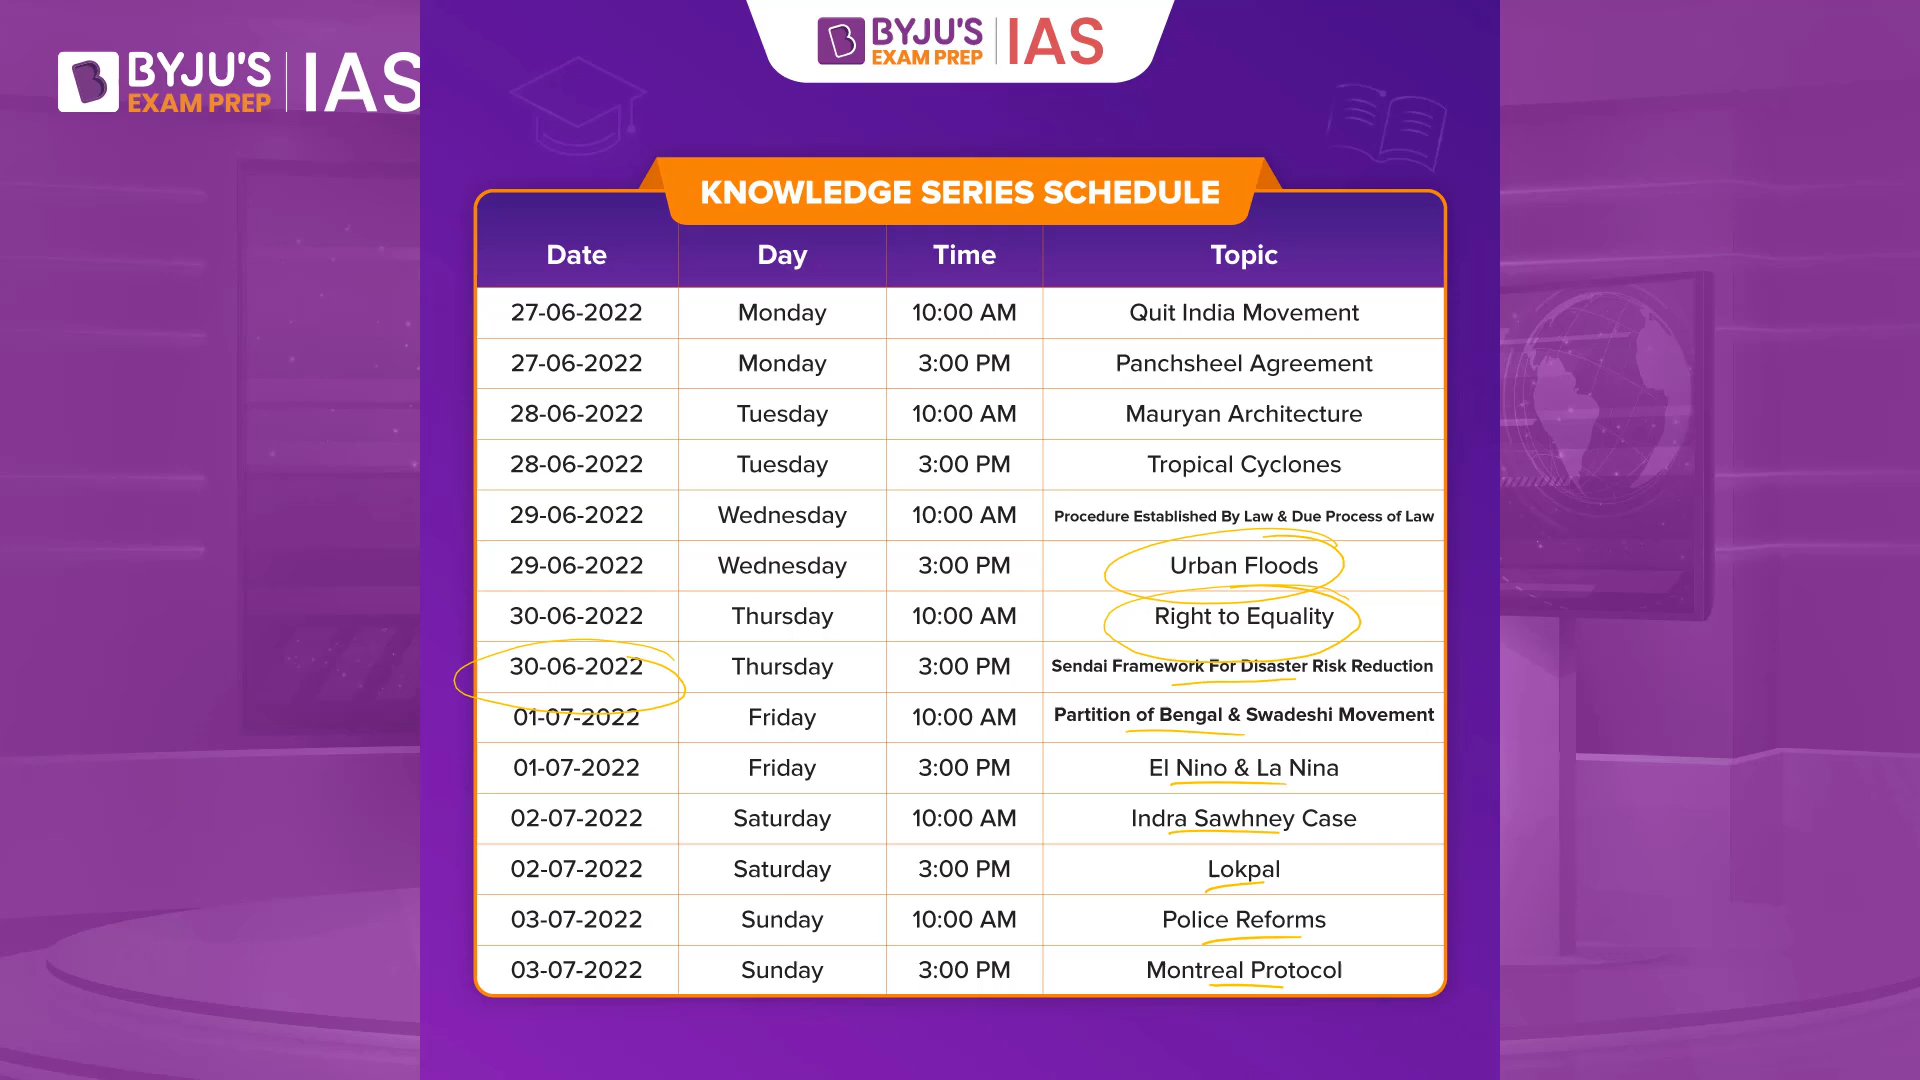 BYJU'S
EXAM PREP
IAS
BYJU'S
EXAM PREP
IAS
KNOWLEDGE SERIES SCHEDULE
Date Day Time Topic
27-06-2022 Monday 10:00 AM Quit India Movement
27-06-2022 Monday 3:00 PM Panchsheel Agreement
28-06-2022 Tuesday 10:00 AM Mauryan Architecture
28-06-2022 Tuesday 3:00 PM Tropical Cyclones
29-06-2022 Wednesday 10:00 AM Procedure Established By Law & Due Process of Law
29-06-2022 Wednesday 3:00 PM Urban Floods
30-06-2022 Thursday 10:00 AM Right to Equality
30-06-2022 Thursday 3:00 PM Sendai Framework For Disaster Risk Reduction
01-07-2022 Friday 10:00 AM Partition of Bengal & Swadeshi Movement
01-07-2022 Friday 3:00 PM El Nino & La Nina
02-07-2022 Saturday 10:00 AM Indra Sawhney Case
02-07-2022 Saturday 3:00 PM Lokpal
03-07-2022 Sunday 10:00 AM Police Reforms
03-07-2022 Sunday 3:00 PM Montreal Protocol